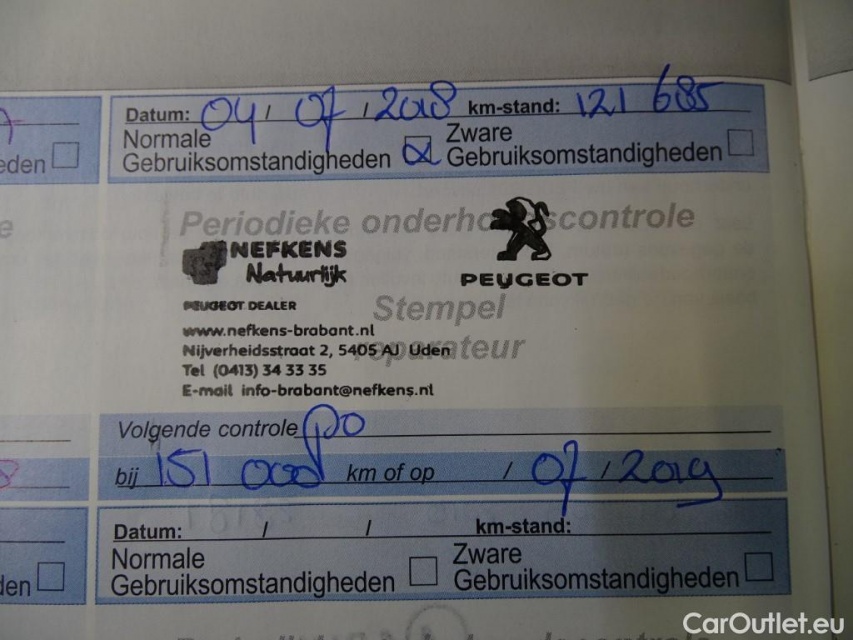 Datum: 04 / 07 / 2018 km-stand: 121 685
eden
Normale Gebruiksomstandigheden
Zware Gebruiksomstandigheden
Periodieke onderhoudscontrole
NEFKENS
Natuurlijk
PEUGEOT
PEUGEOT DEALER
Stempel
www.nefkens-brabant.nl
Nijverheidsstraat 2, 5405 AJ Uden
reparateur
Tel (0413) 34 33 35
E-mail info-brabant@nefkens.nl
Volgende controle
bij 151 000 km of op / 07 / 2019
Datum: / / km-stand:
den
Normale Gebruiksomstandigheden
Zware Gebruiksomstandigheden
CarOutlet.eu